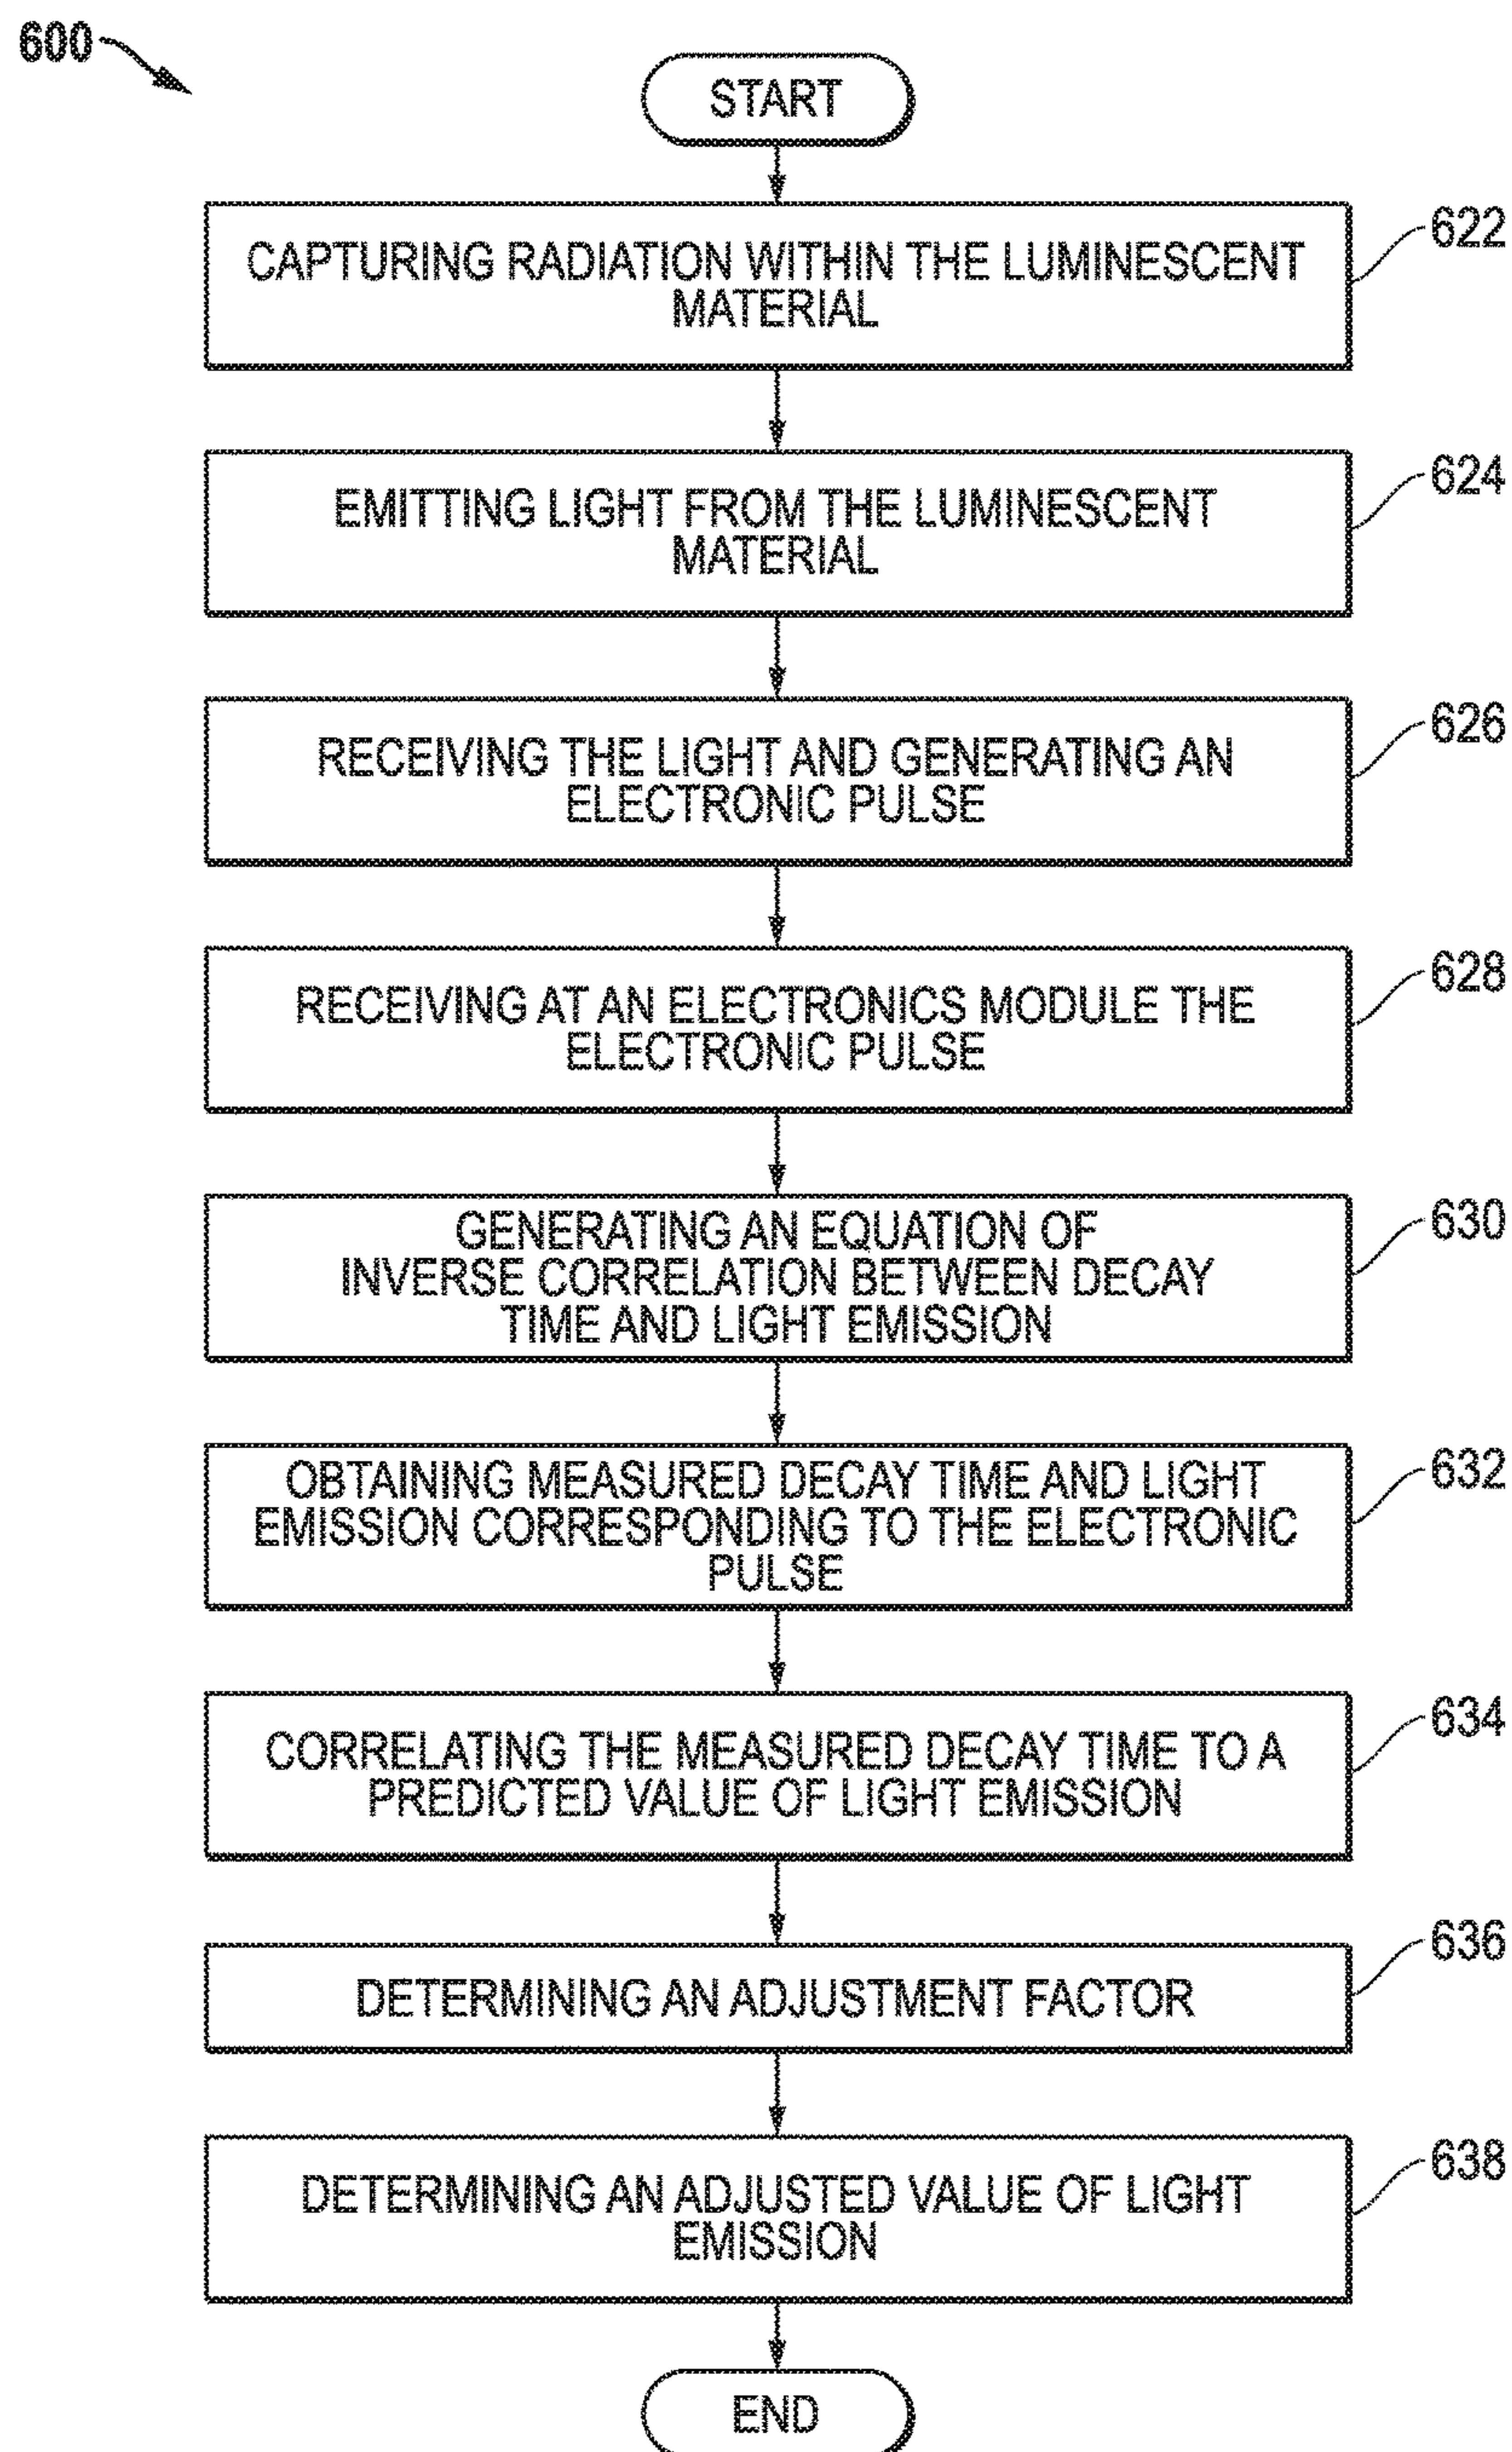 600
START
CAPTURING RADIATION WITHIN THE LUMINESCENT
MATERIAL
622
EMITTING LIGHT FROM THE LUMINESCENT
MATERIAL
624
RECEIVING THE LIGHT AND GENERATING AN
ELECTRONIC PULSE
626
RECEIVING AT AN ELECTRONICS MODULE THE
ELECTRONIC PULSE
628
GENERATING AN EQUATION OF
INVERSE CORRELATION BETWEEN DECAY
TIME AND LIGHT EMISSION
630
OBTAINING MEASURED DECAY TIME AND LIGHT
EMISSION CORRESPONDING TO THE ELECTRONIC
PULSE
632
CORRELATING THE MEASURED DECAY TIME TO A
PREDICTED VALUE OF LIGHT EMISSION
634
DETERMINING AN ADJUSTMENT FACTOR
636
DETERMINING AN ADJUSTED VALUE OF LIGHT
EMISSION
638
END